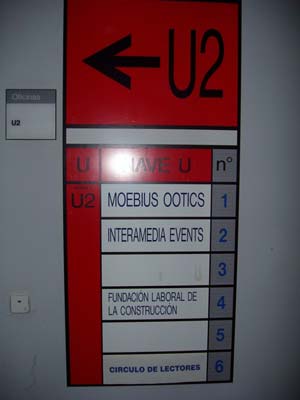 U2
Oficinas
U2
U NAVE U nº
U2 MOEBIUS OOTICS 1
INTERAMEDIA EVENTS 2
3
FUNDACIÓN LABORAL DE LA CONSTRUCCIÓN 4
5
CIRCULO DE LECTORES 6